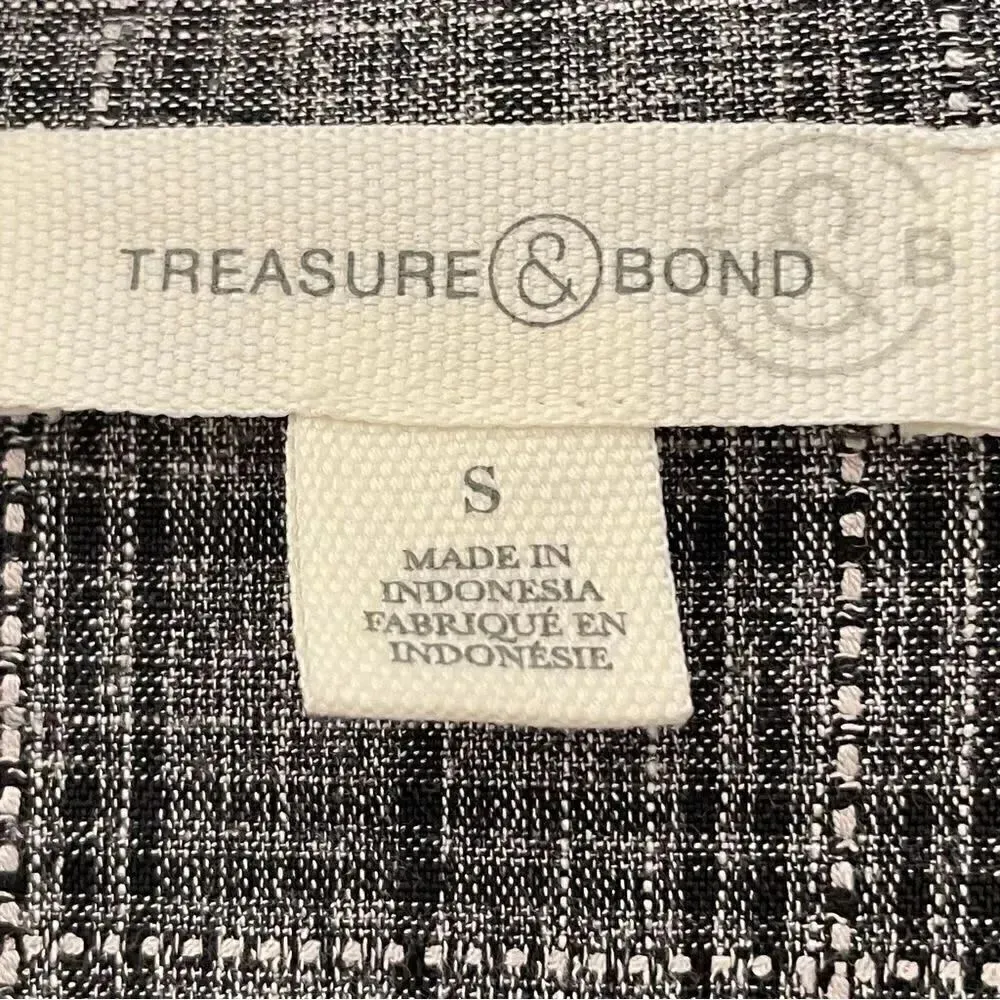 TREASURE & BOND
& B
S
MADE IN
INDONESIA
FABRIQUÉ EN
INDONÉSIE